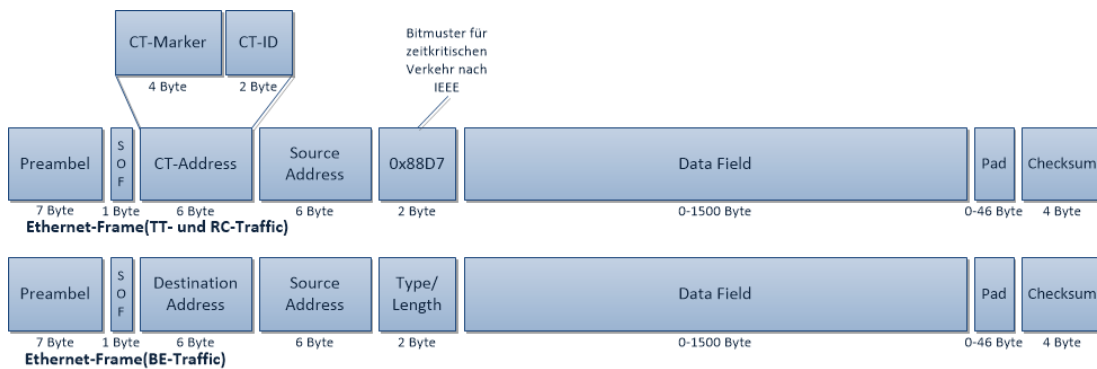 CT-Marker CT-ID
4 Byte 2 Byte
Bitmuster für
zeitkritischen
Verkehr nach
IEEE
Preambel
S
O
F
CT-Address
Source
Address
0x88D7
Data Field
Pad
Checksum
7 Byte 1 Byte 6 Byte 6 Byte 2 Byte 0-1500 Byte 0-46 Byte 4 Byte
Ethernet-Frame(TT- und RC-Traffic)
Preambel
S
O
F
Destination
Address
Source
Address
Type/
Length
Data Field
Pad
Checksum
7 Byte 1 Byte 6 Byte 6 Byte 2 Byte 0-1500 Byte 0-46 Byte 4 Byte
Ethernet-Frame(BE-Traffic)